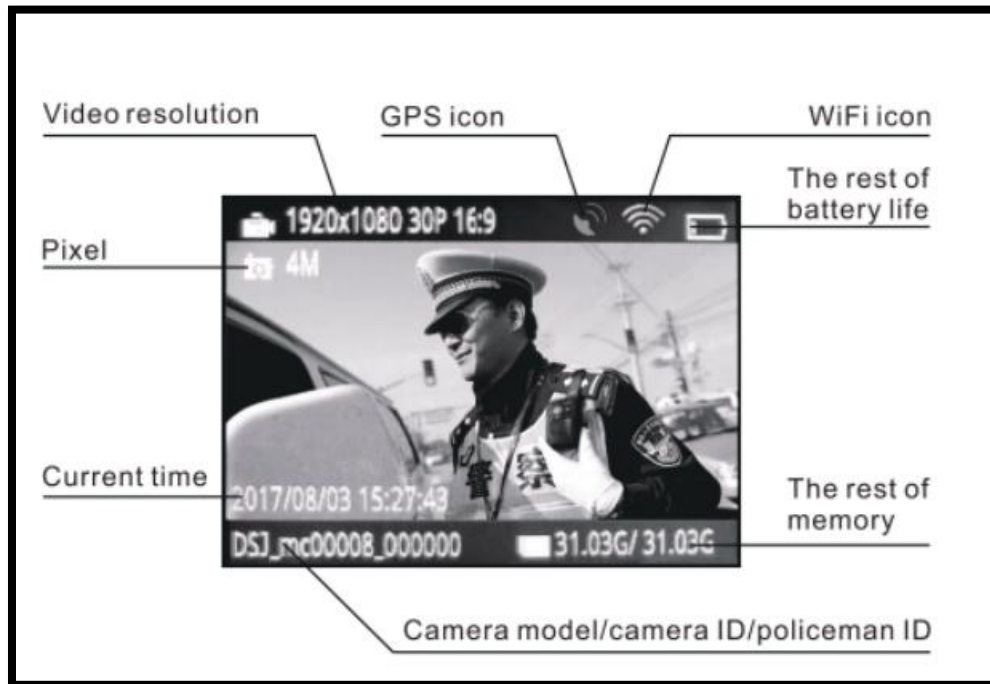 Video resolution
GPS icon
WiFi icon
The rest of
battery life
1920x1080 30P 16:9
Pixel
4M
警 察
Current time
2017/08/03 15:27:43
The rest of
memory
DSJ_mc00008_000000
31.03G/ 31.03G
Camera model/camera ID/policeman ID